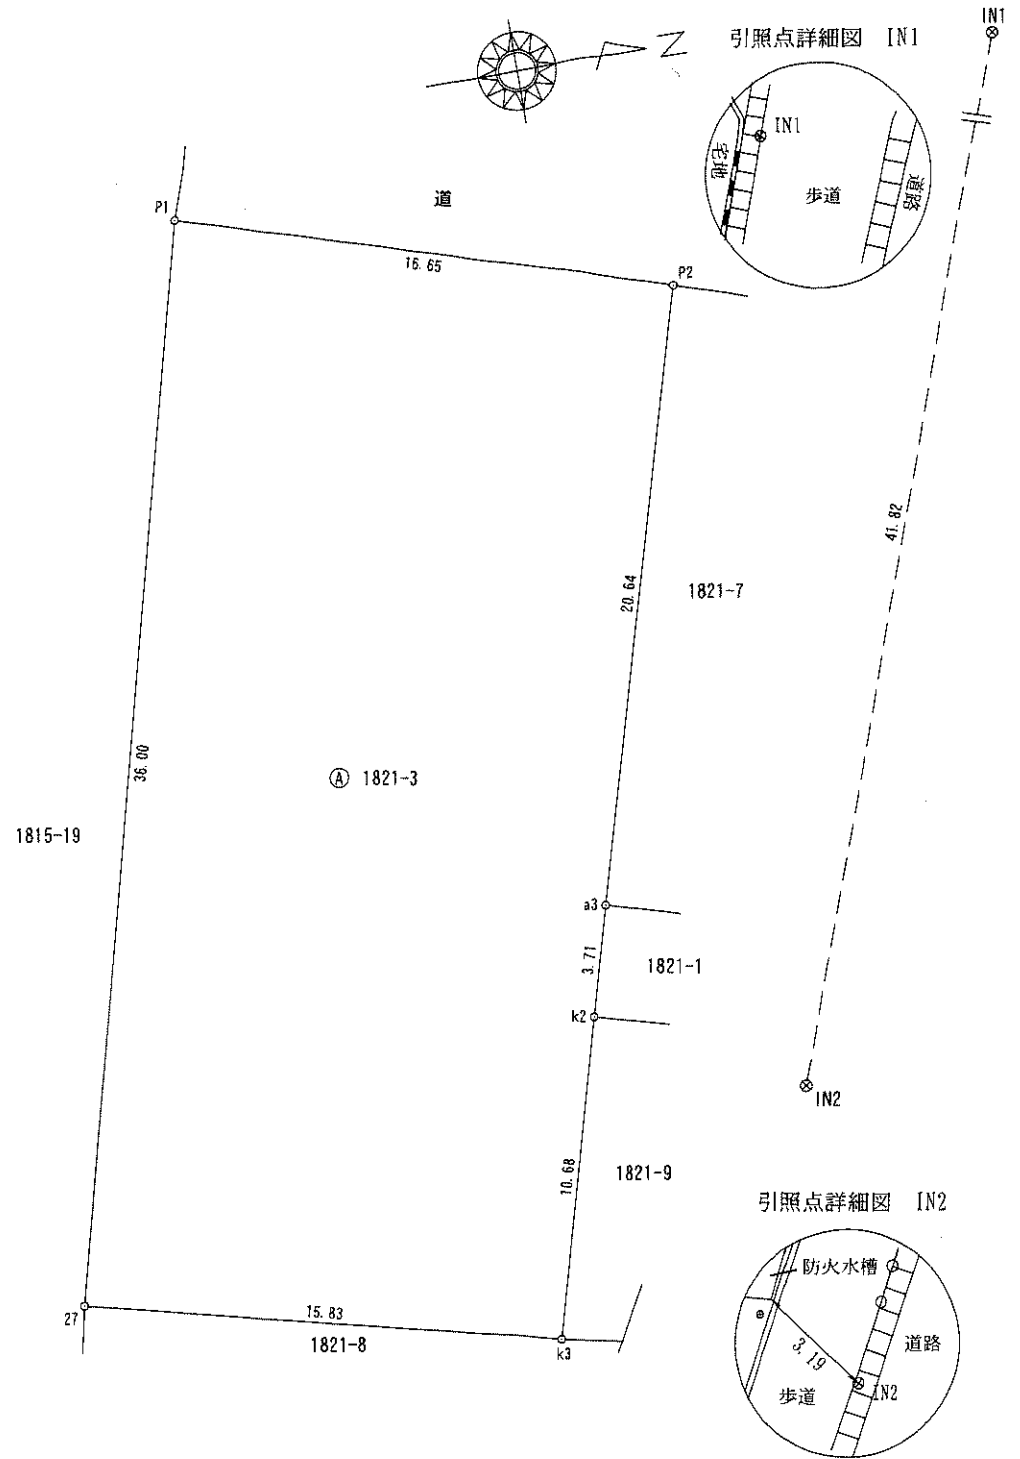 IN1
引照点詳細図 IN1
N
IN1
宅地
歩道
道路
道
P1
16.65
P2
41.82
20.64
1821-7
36.00
Ⓐ 1821-3
1815-19
a3
3.71
1821-1
k2
IN2
10.68
1821-9
引照点詳細図 IN2
防火水槽
27
15.83
1821-8
k3
道路
3.19
IN2
歩道